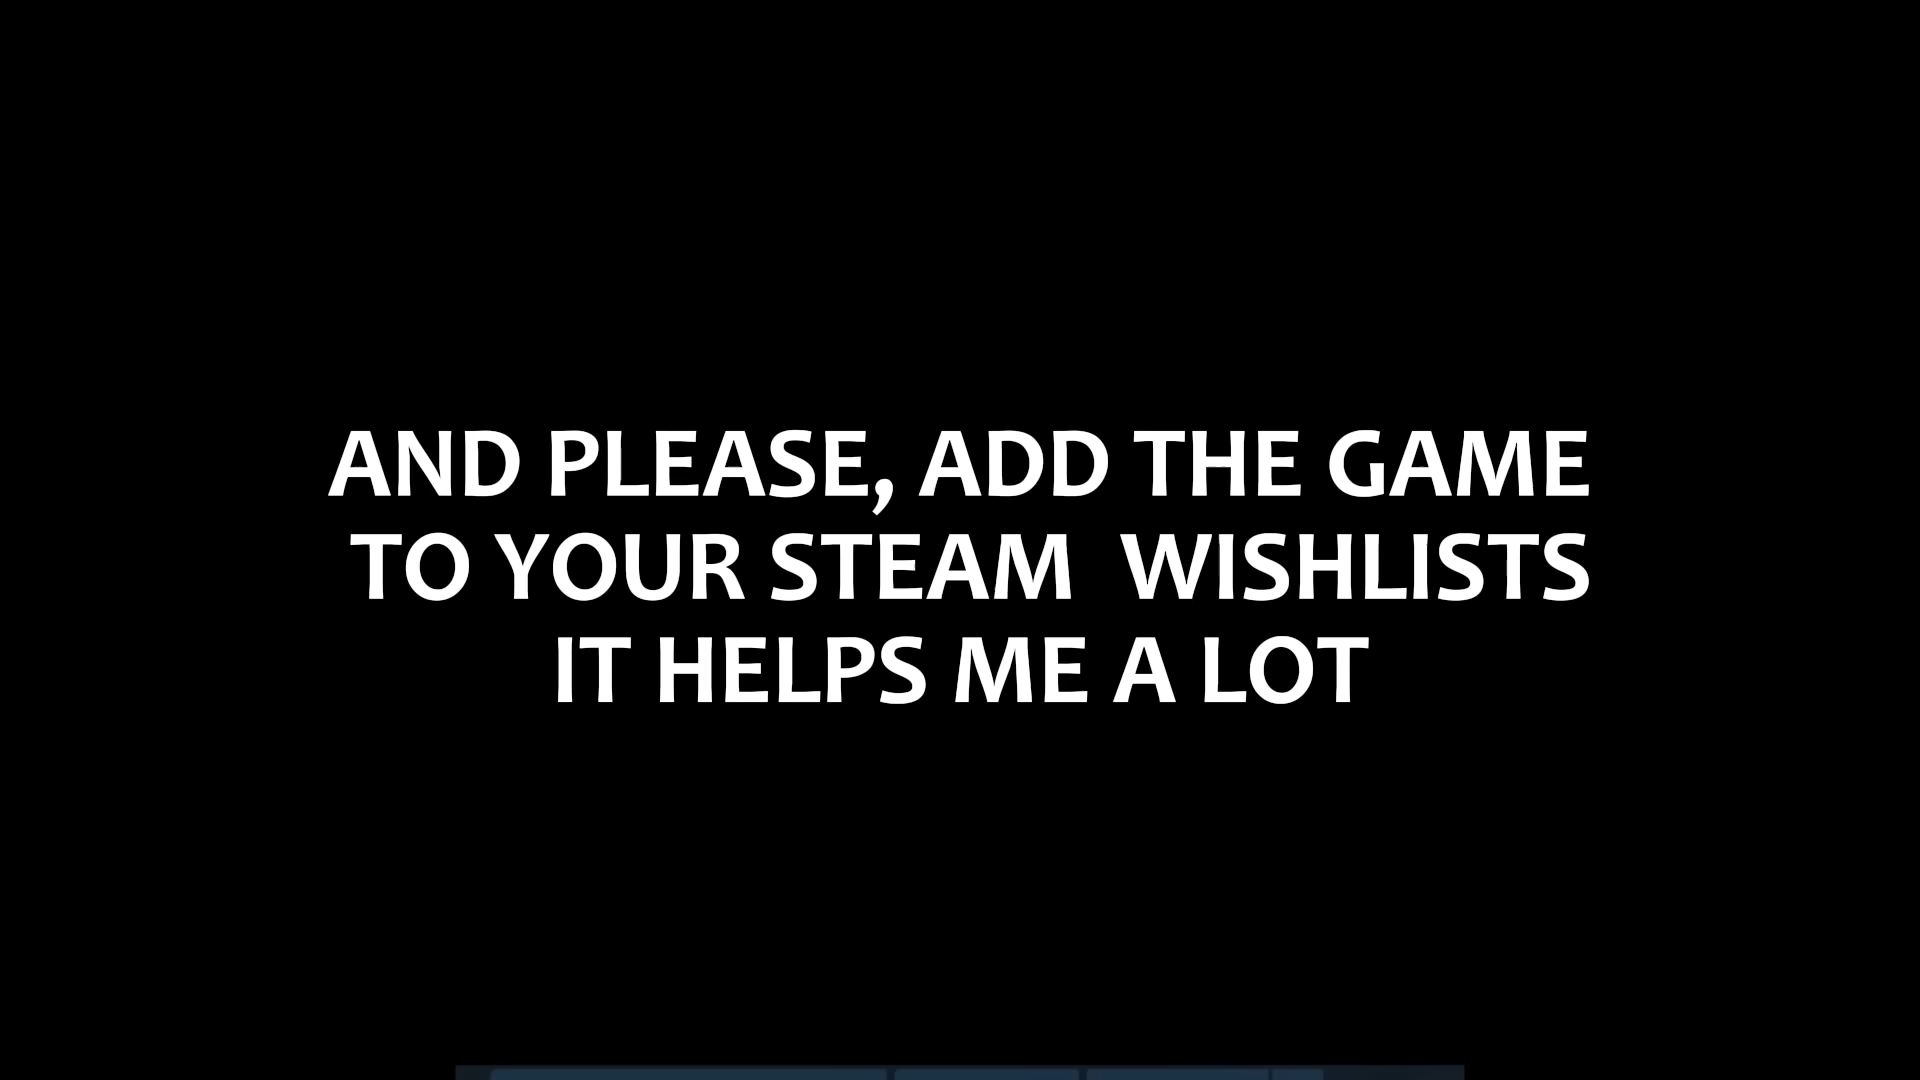 AND PLEASE, ADD THE GAME
TO YOUR STEAM  WISHLISTS
IT HELPS ME A LOT